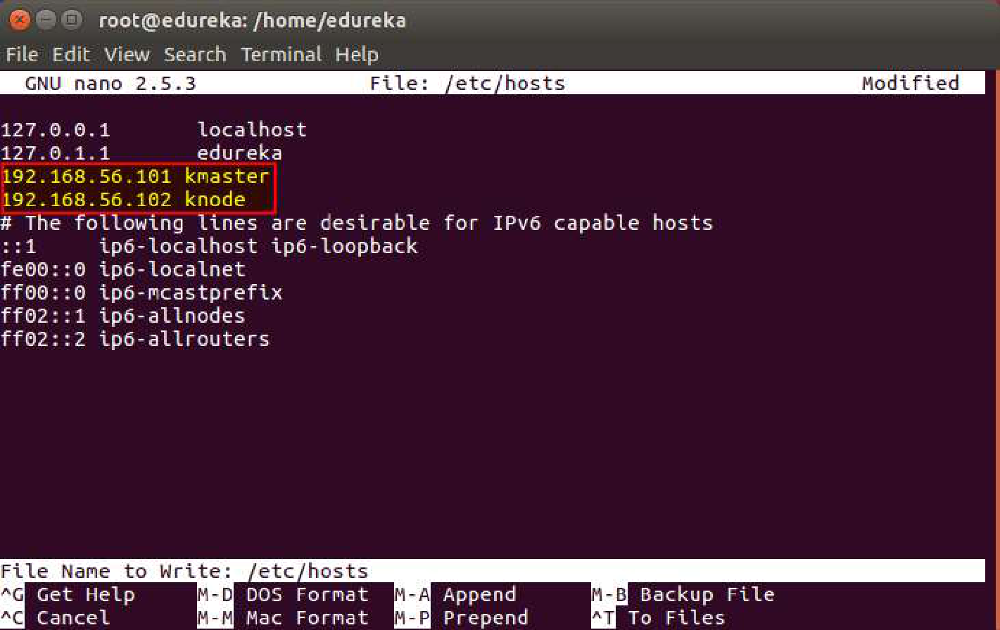 root@edureka: /home/edureka
File Edit View Search Terminal Help
GNU nano 2.5.3 File: /etc/hosts Modified
127.0.0.1 localhost
127.0.1.1 edureka
192.168.56.101 kmaster
192.168.56.102 knode
# The following lines are desirable for IPv6 capable hosts
::1 ip6-localhost ip6-loopback
fe00::0 ip6-localnet
ff00::0 ip6-mcastprefix
ff02::1 ip6-allnodes
ff02::2 ip6-allrouters
File Name to Write: /etc/hosts
^G Get Help M-D DOS Format M-A Append M-B Backup File
^C Cancel M-M Mac Format M-P Prepend ^T To Files